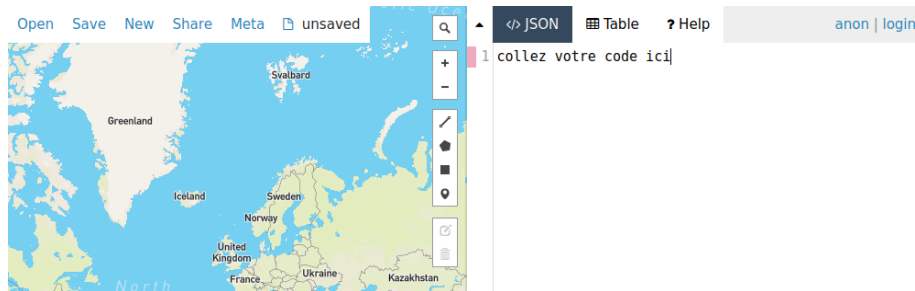 Open Save New Share Meta unsaved
</> JSON Table ? Help anon | login
1 collez votre code ici
Svalbard
Greenland
Iceland
Sweden
Norway
United
Kingdom
France
Ukraine
Kazakhstan
North